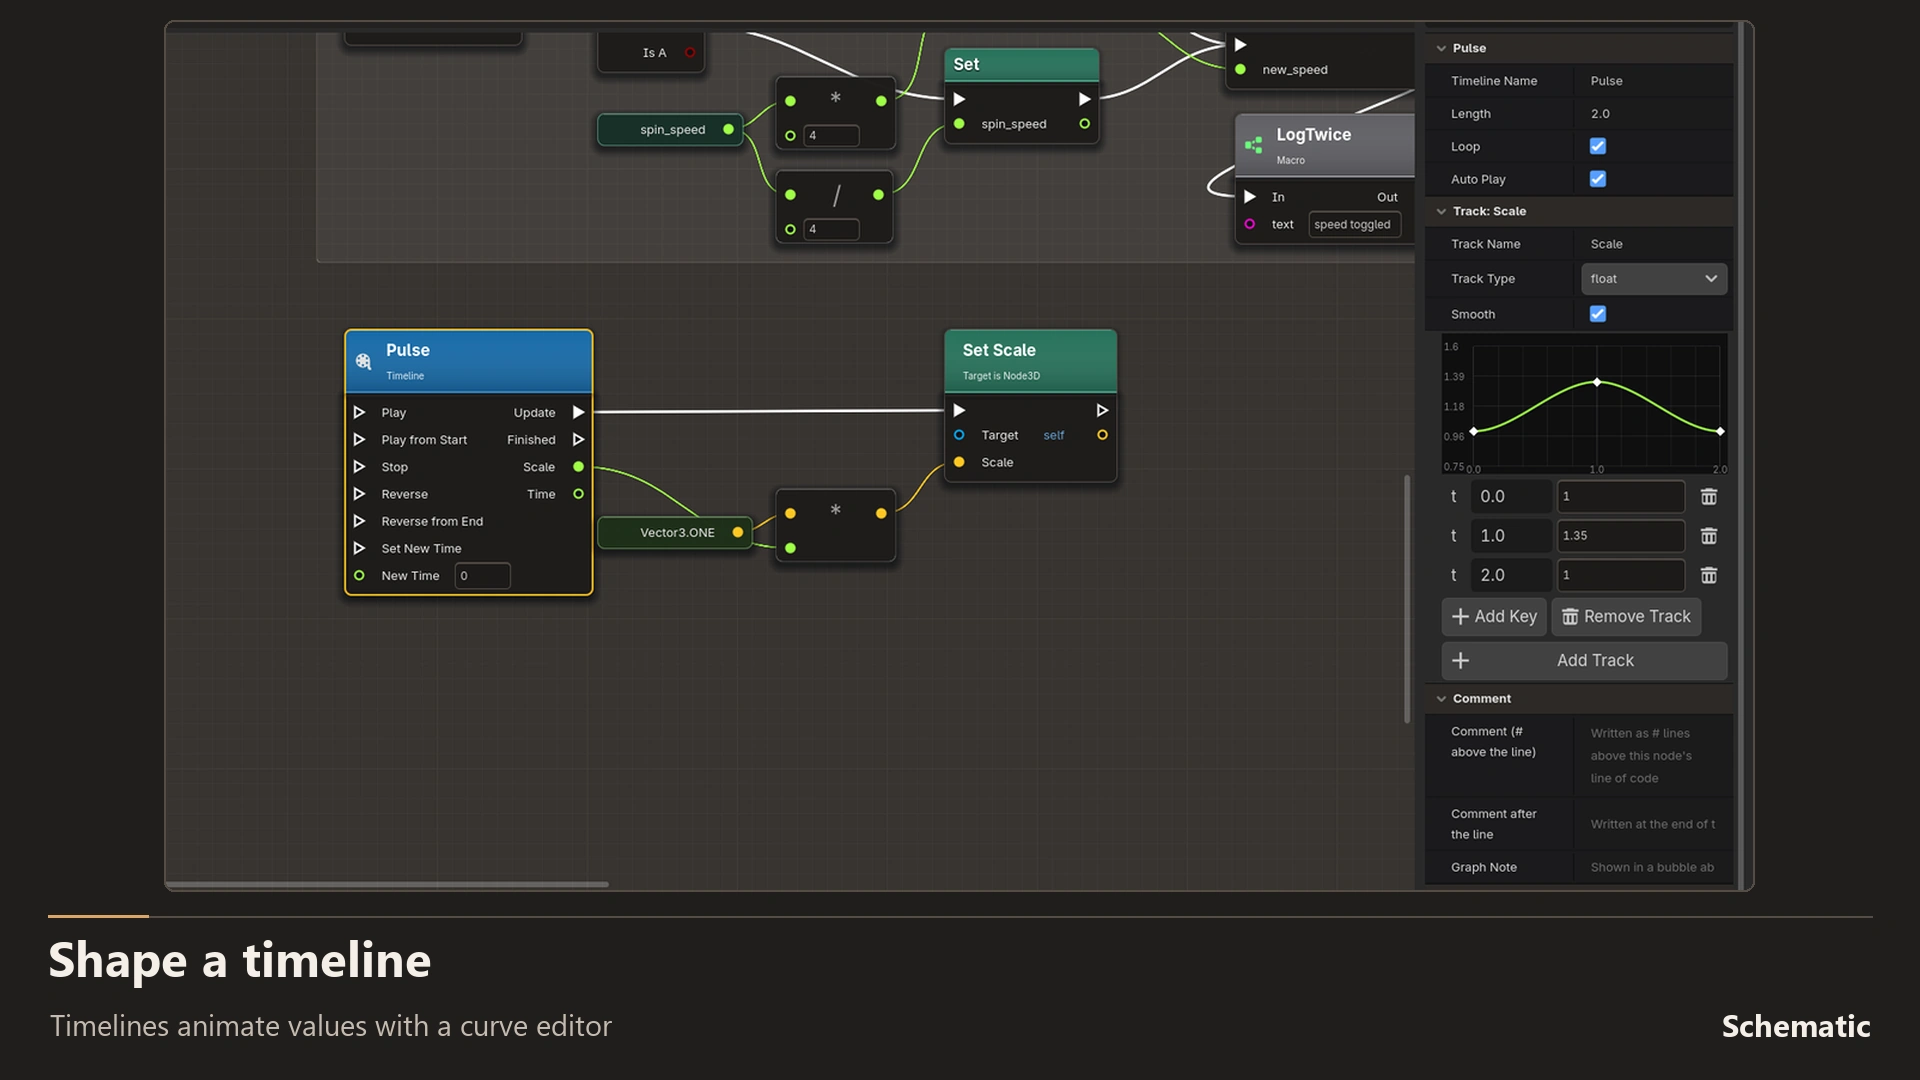 Is A
spin_speed
*
4
/
4
Set
spin_speed
new_speed
LogTwice
Macro
In Out
text speed toggled
Pulse
Timeline
Play Update
Play from Start Finished
Stop Scale
Reverse Time
Reverse from End
Set New Time
New Time 0
Vector3.ONE
*
Set Scale
Target is Node3D
Target self
Scale
Pulse
Timeline Name Pulse
Length 2.0
Loop
Auto Play
Track: Scale
Track Name Scale
Track Type float
Smooth
1.6
1.39
1.18
0.96
0.75 0.0 1.0 2.0
t 0.0 1
t 1.0 1.35
t 2.0 1
Add Key Remove Track
Add Track
Comment
Comment (#
above the line)
Written as # lines
above this node's
line of code
Comment after
the line
Written at the end of t
Graph Note Shown in a bubble ab
Shape a timeline
Timelines animate values with a curve editor
Schematic